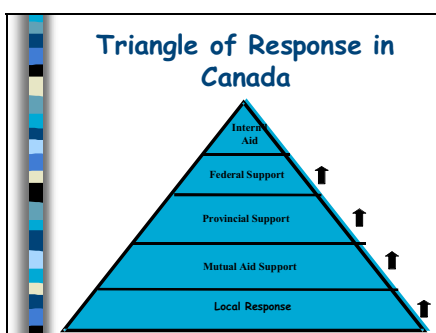 Triangle of Response in
Canada
Intern'l
Aid
Federal Support
Provincial Support
Mutual Aid Support
Local Response